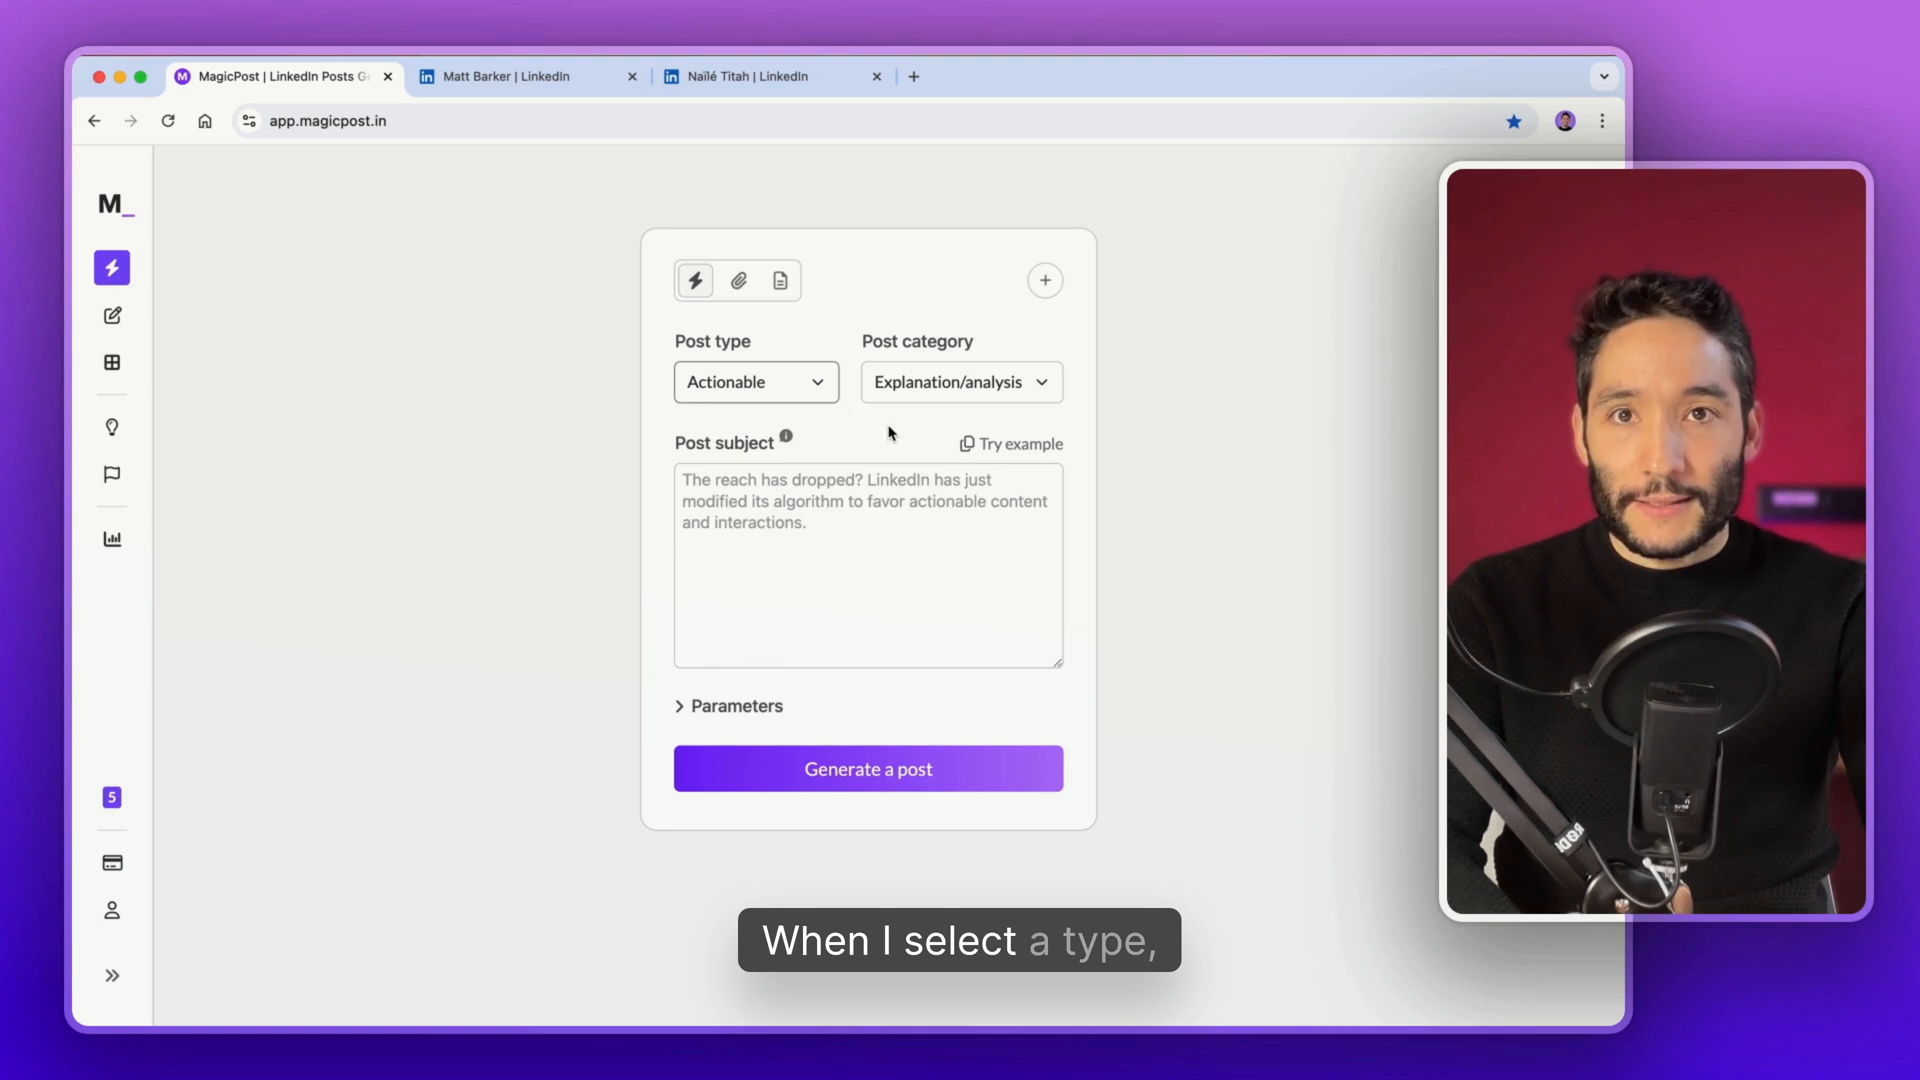 MagicPost | LinkedIn Posts Ge
Matt Barker | LinkedIn
Naïlé Titah | LinkedIn
app.magicpost.in
M_
Post type
Post category
Actionable
Explanation/analysis
Post subject
Try example
The reach has dropped? LinkedIn has just
modified its algorithm to favor actionable content
and interactions.
Parameters
Generate a post
5
When I select a type,